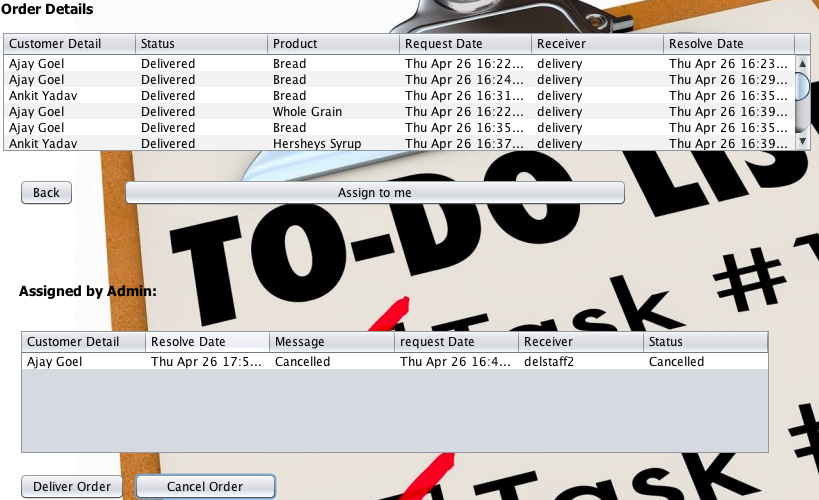 Order Details
Customer Detail Status Product Request Date Receiver Resolve Date
Ajay Goel Delivered Bread Thu Apr 26 16:22... delivery Thu Apr 26 16:23...
Ajay Goel Delivered Bread Thu Apr 26 16:24... delivery Thu Apr 26 16:29...
Ankit Yadav Delivered Bread Thu Apr 26 16:31... delivery Thu Apr 26 16:35...
Ajay Goel Delivered Whole Grain Thu Apr 26 16:22... delivery Thu Apr 26 16:39...
Ajay Goel Delivered Bread Thu Apr 26 16:35... delivery Thu Apr 26 16:35...
Ankit Yadav Delivered Hersheys Syrup Thu Apr 26 16:37... delivery Thu Apr 26 16:39...
Back Assign to me
TO-DO LIS
Assigned by Admin:
Task #1
Customer Detail Resolve Date Message request Date Receiver Status
Ajay Goel Thu Apr 26 17:5... Cancelled Thu Apr 26 16:4... delstaff2 Cancelled
Deliver Order Cancel Order
Task #